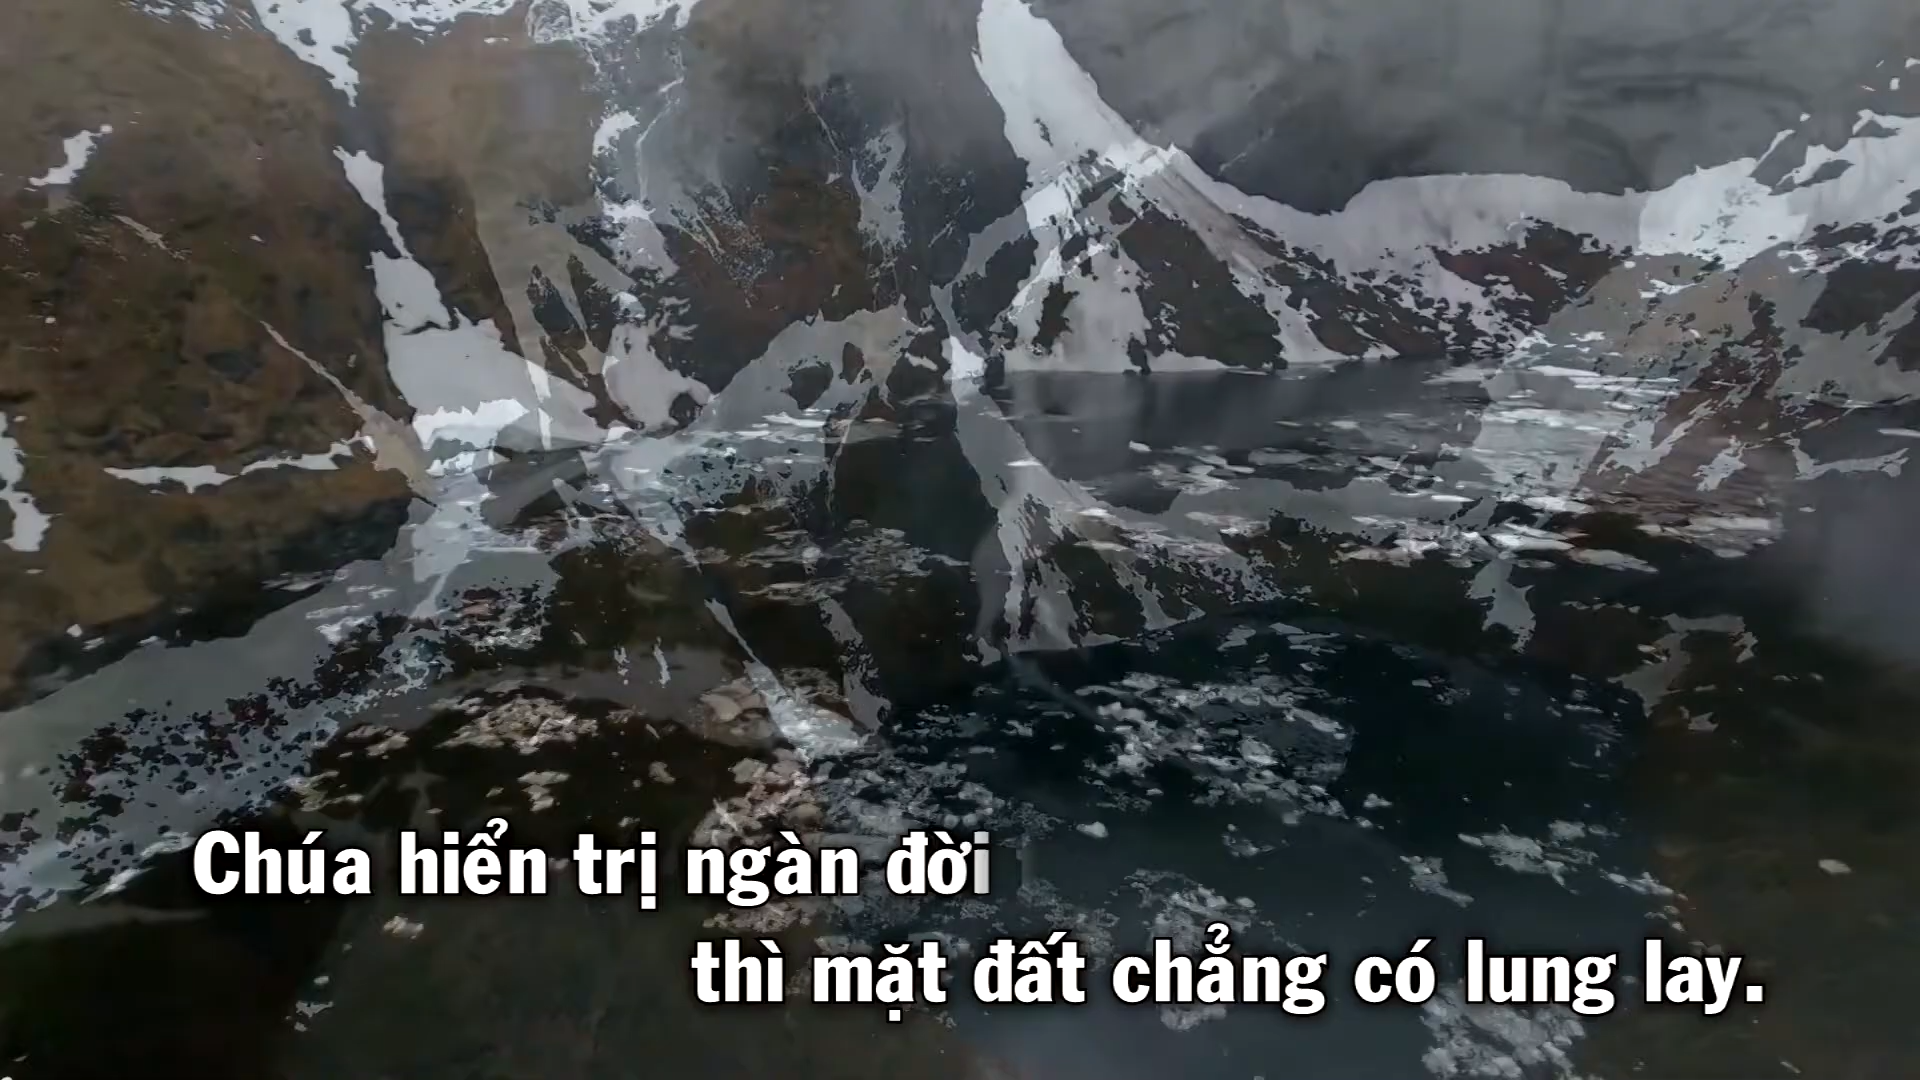 Chúa hiển trị ngàn đời
thì mặt đất chẳng có lung lay.